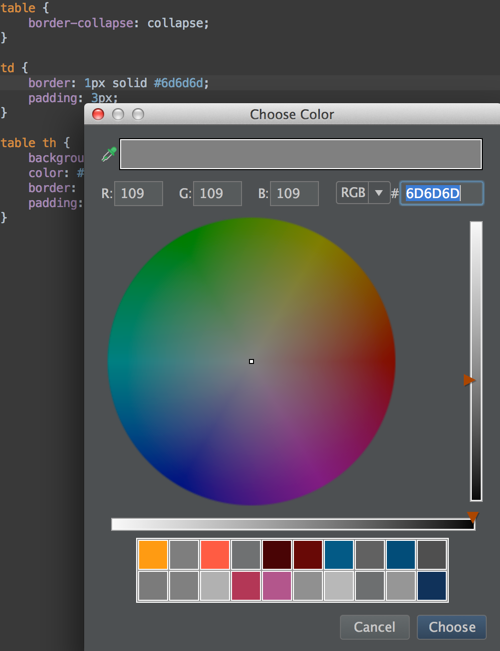 table {
border-collapse: collapse;
}
td {
border: 1px solid #6d6d6d;
padding: 3px;
}
Choose Color
table th {
backgrou
color: #
border:
padding:
}
R: 109 G: 109 B: 109 RGB # 6D6D6D
Cancel Choose